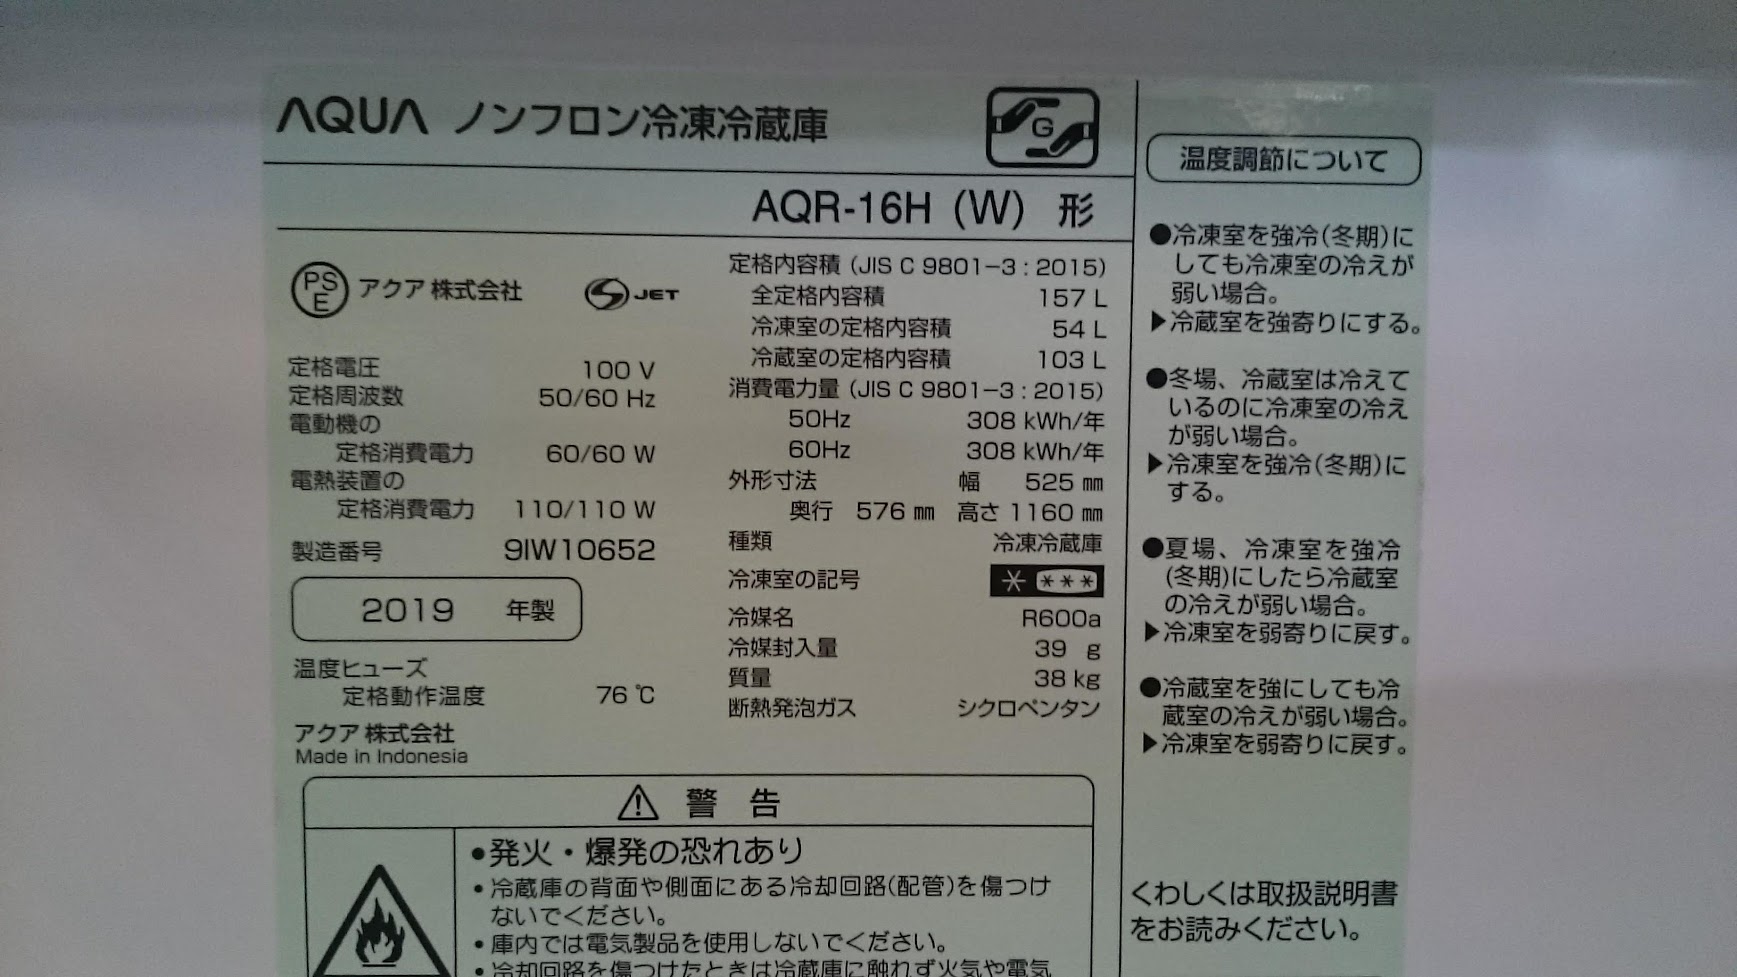 AQUA ノンフロン冷凍冷蔵庫
G
AQR-16H (W) 形
PSE アクア 株式会社
S JET
定格電圧 100 V
定格周波数 50/60 Hz
電動機の
定格消費電力 60/60 W
電熱装置の
定格消費電力 110/110 W
製造番号 9IW10652
2019 年製
温度ヒューズ
定格動作温度 76 ℃
アクア 株式会社
Made in Indonesia
定格内容積 (JIS C 9801-3 : 2015)
全定格内容積 157 L
冷凍室の定格内容積 54 L
冷蔵室の定格内容積 103 L
消費電力量 (JIS C 9801-3 : 2015)
50Hz 308 kWh/年
60Hz 308 kWh/年
外形寸法 幅 525 ㎜
奥行 576 ㎜ 高さ 1160 ㎜
種類 冷凍冷蔵庫
冷凍室の記号 * ***
冷媒名 R600a
冷媒封入量 39 g
質量 38 kg
断熱発泡ガス シクロペンタン
⚠ 警 告
●発火・爆発の恐れあり
・冷蔵庫の背面や側面にある冷却回路(配管)を傷つけ
ないでください。
・庫内では電気製品を使用しないでください。
・冷却回路を傷つけたときは冷蔵庫に触れず火気や電気
温度調節について
●冷凍室を強冷(冬期)に
しても冷凍室の冷えが
弱い場合。
▶冷蔵室を強寄りにする。
●冬場、冷蔵室は冷えて
いるのに冷凍室の冷え
が弱い場合。
▶冷凍室を強冷(冬期)に
する。
●夏場、冷凍室を強冷
(冬期)にしたら冷蔵室
の冷えが弱い場合。
▶冷凍室を弱寄りに戻す。
●冷蔵室を強にしても冷
蔵室の冷えが弱い場合。
▶冷凍室を弱寄りに戻す。
くわしくは取扱説明書
をお読みください。